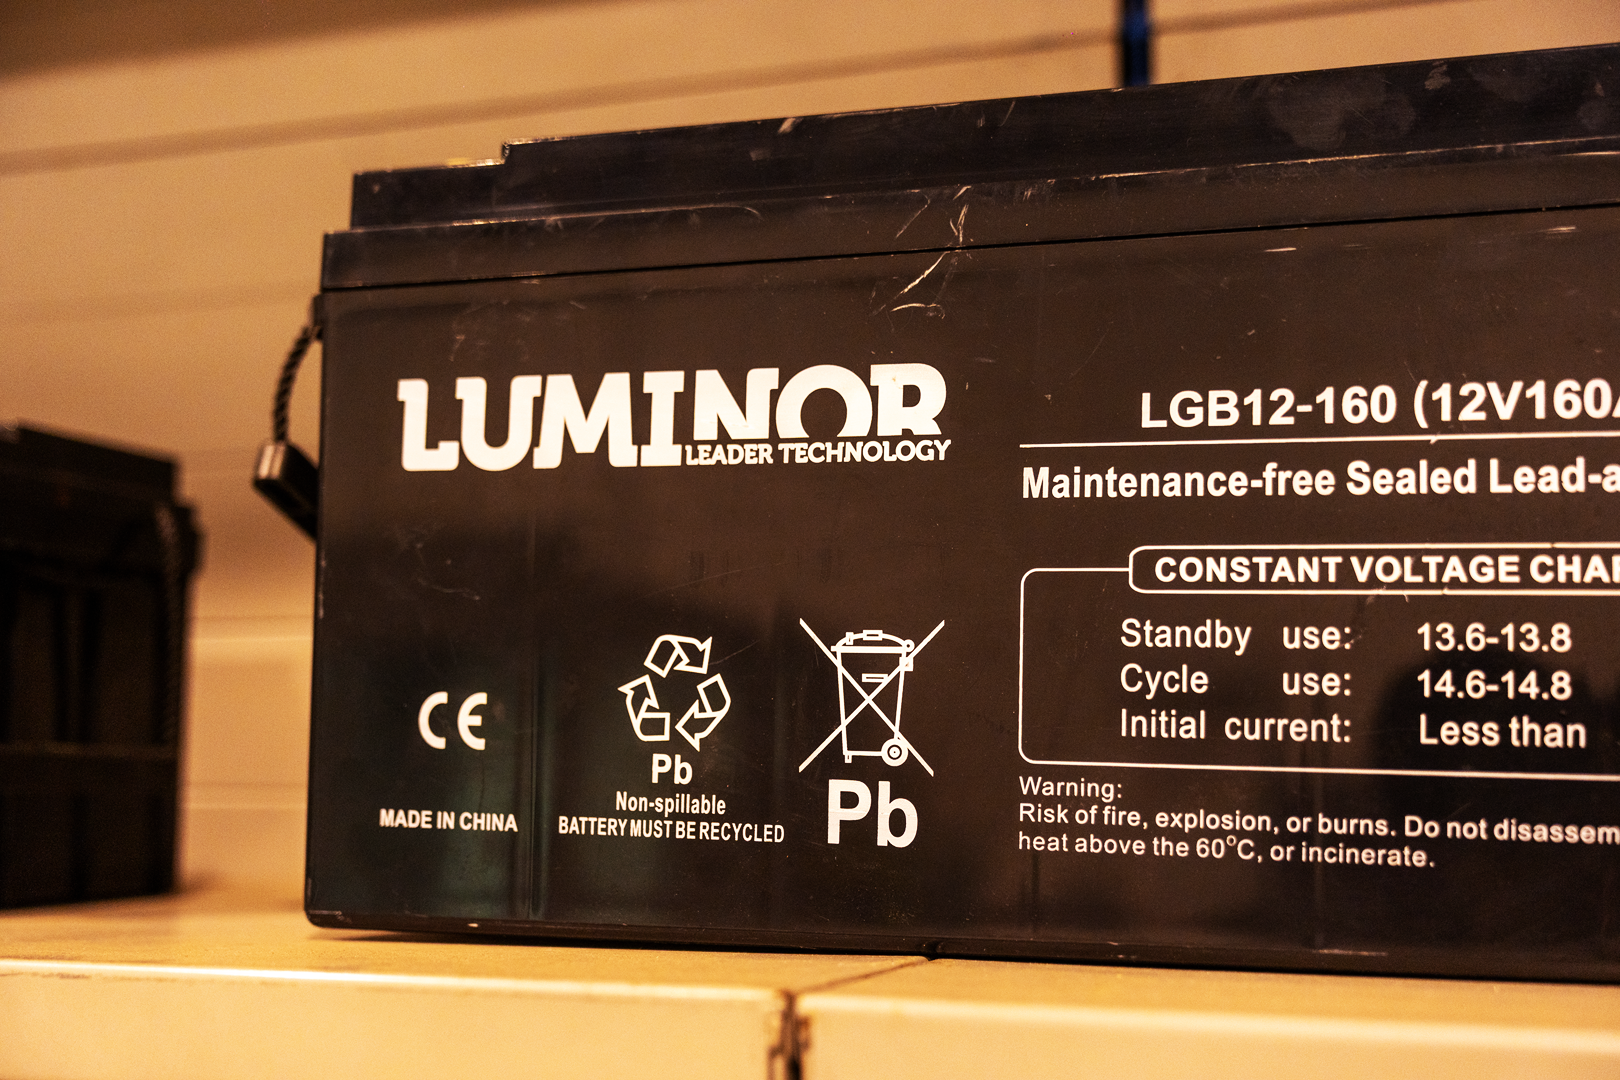 LUMINOR
LEADER TECHNOLOGY
LGB12-160 (12V160
Maintenance-free Sealed Lead-a
CONSTANT VOLTAGE CHAR
Standby use: 13.6-13.8
Cycle use: 14.6-14.8
Initial current: Less than
CE
Pb
Non-spillable
BATTERY MUST BE RECYCLED
Pb
MADE IN CHINA
Warning:
Risk of fire, explosion, or burns. Do not disassem
heat above the 60°C, or incinerate.